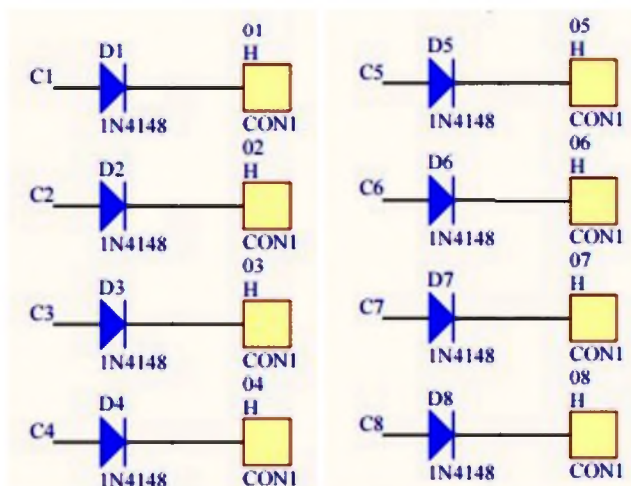 01
D1 H
C1
1N4148 CON1
02
D2 H
C2
1N4148 CON1
03
D3 H
C3
1N4148 CON1
04
D4 H
C4
1N4148 CON1
05
D5 H
C5
1N4148 CON1
06
D6 H
C6
1N4148 CON1
07
D7 H
C7
1N4148 CON1
08
D8 H
C8
1N4148 CON1